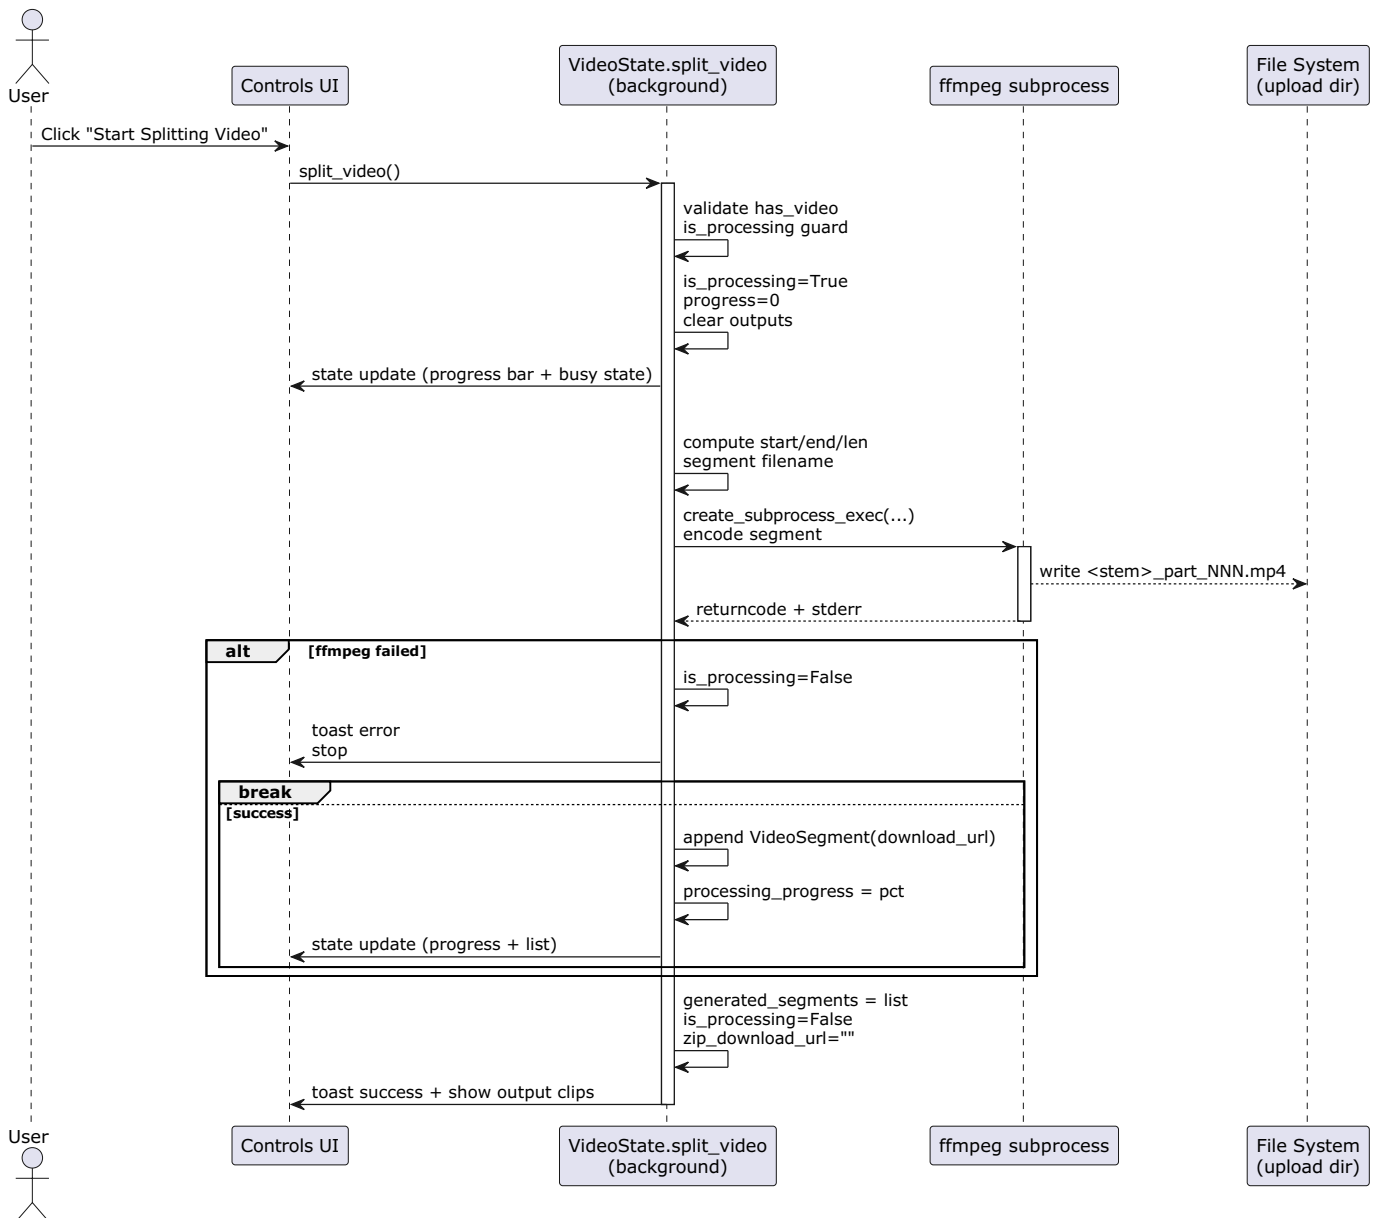 User
Controls UI
VideoState.split_video
(background)
ffmpeg subprocess
File System
(upload dir)
Click "Start Splitting Video"
split_video()
validate has_video
is_processing guard
is_processing=True
progress=0
clear outputs
state update (progress bar + busy state)
compute start/end/len
segment filename
create_subprocess_exec(...)
encode segment
write <stem>_part_NNN.mp4
returncode + stderr
alt [ffmpeg failed]
is_processing=False
toast error
stop
break
[success]
append VideoSegment(download_url)
processing_progress = pct
state update (progress + list)
generated_segments = list
is_processing=False
zip_download_url=""
toast success + show output clips
User
Controls UI
VideoState.split_video
(background)
ffmpeg subprocess
File System
(upload dir)